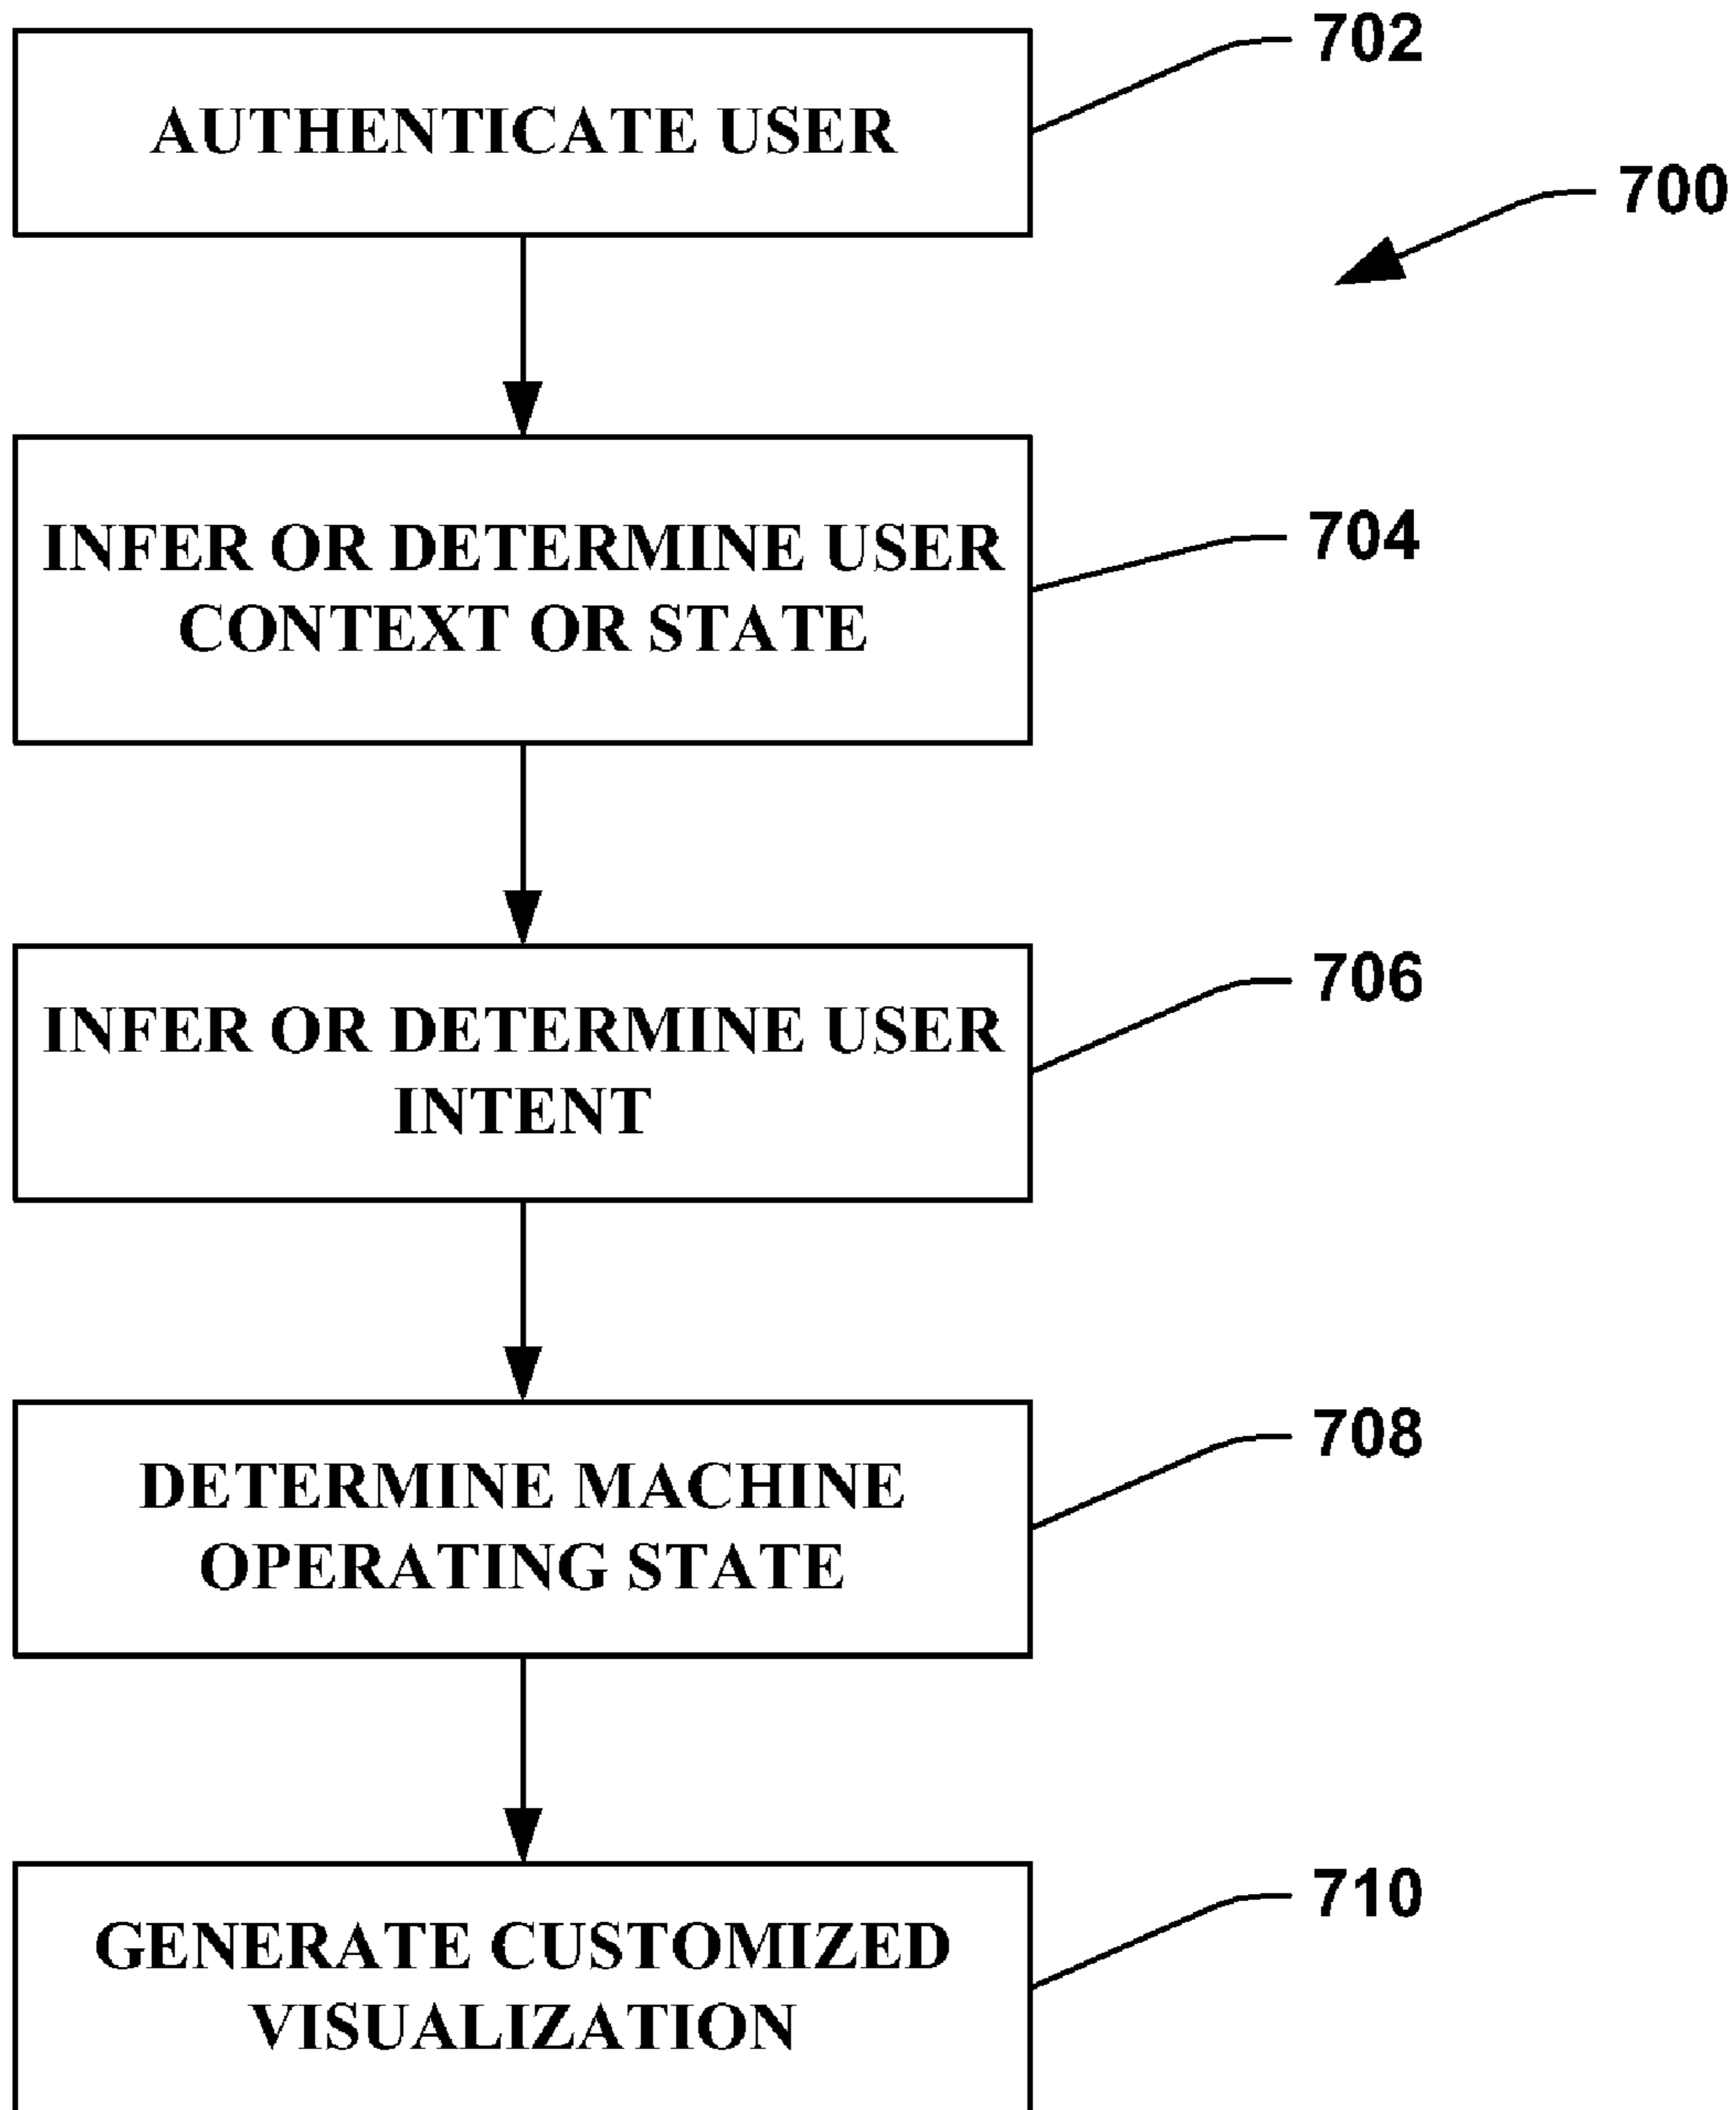 702
AUTHENTICATE USER
700
INFER OR DETERMINE USER
CONTEXT OR STATE
704
INFER OR DETERMINE USER
INTENT
706
DETERMINE MACHINE
OPERATING STATE
708
GENERATE CUSTOMIZED
VISUALIZATION
710